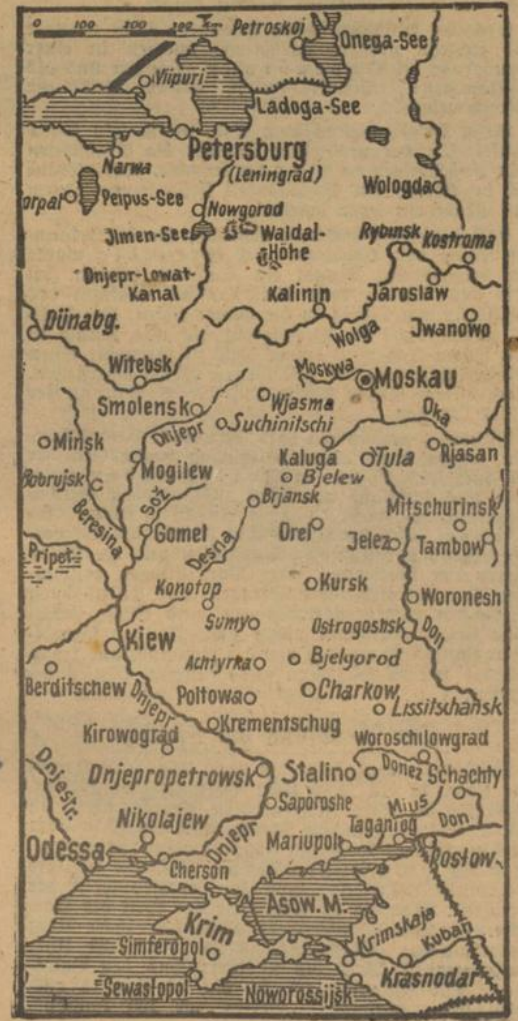 0 100 200 300 km
Petroskoj
Onega-See
Viipuri
Ladoga-See
Petersburg
(Leningrad)
Narwa
Wologda
orpat
Peipus-See
Nowgorod
Jlmen-See
Waldai-
Höhe
Rybinsk
Kostroma
Dnjepr-Lowat-
Kanal
Kalinin
Jaroslaw
Dünabg.
Wolga
Jwanowo
Witebsk
Moskwa
Moskau
Smolensk
Wjasma
Suchinitschi
Dnjepr
Oka
Minsk
Mogilew
Kaluga
Tula
Rjasan
Bobrujsk
Bjelew
Beresina
Sož
Brjansk
Mitschurinsk
Gomel
Desna
Orel
Jelez
Tambow
Pripet
Konotop
Kursk
Woronesh
Sumy
Ostrogoshsk
Don
Kiew
Achtyrka
Bjelgorod
Berditschew
Dnjepr
Poltowa
Charkow
Lissitschansk
Kirowograd
Krementschug
Woroschilowgrad
Dnjestr.
Dnjepropetrowsk
Stalino
Donez
Schachty
Saporoshe
Mius
Nikolajew
Dnjepr
Taganrog
Don
Odessa
Mariupol
Rostow
Cherson
Asow. M.
Krim
Krimskaja
Kuban
Simferopol
Sewastopol
Noworossijsk
Krasnodar